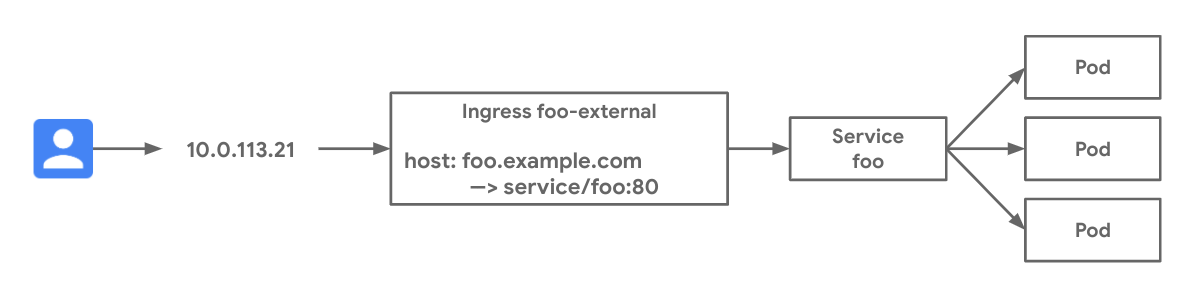 10.0.113.21
Ingress foo-external
host: foo.example.com
—> service/foo:80
Service
foo
Pod
Pod
Pod